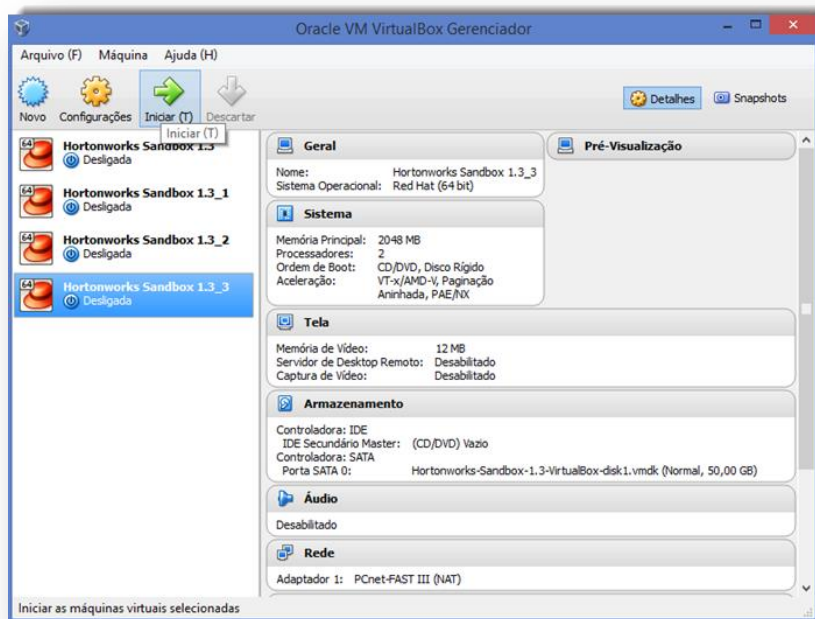 Oracle VM VirtualBox Gerenciador
Arquivo (F) Máquina Ajuda (H)
Novo Configurações Iniciar (T) Descartar
Detalhes Snapshots
Iniciar (T)
64 Hortonworks Sandbox 1.3
Desligada
64 Hortonworks Sandbox 1.3_1
Desligada
64 Hortonworks Sandbox 1.3_2
Desligada
64 Hortonworks Sandbox 1.3_3
Desligada
Geral
Nome: Hortonworks Sandbox 1.3_3
Sistema Operacional: Red Hat (64 bit)
Pré-Visualização
Sistema
Memória Principal: 2048 MB
Processadores: 2
Ordem de Boot: CD/DVD, Disco Rígido
Aceleração: VT-x/AMD-V, Paginação
Aninhada, PAE/NX
Tela
Memória de Vídeo: 12 MB
Servidor de Desktop Remoto: Desabilitado
Captura de Vídeo: Desabilitado
Armazenamento
Controladora: IDE
IDE Secundário Master: (CD/DVD) Vazio
Controladora: SATA
Porta SATA 0: Hortonworks-Sandbox-1.3-VirtualBox-disk1.vmdk (Normal, 50,00 GB)
Áudio
Desabilitado
Rede
Adaptador 1: PCnet-FAST III (NAT)
Iniciar as máquinas virtuais selecionadas